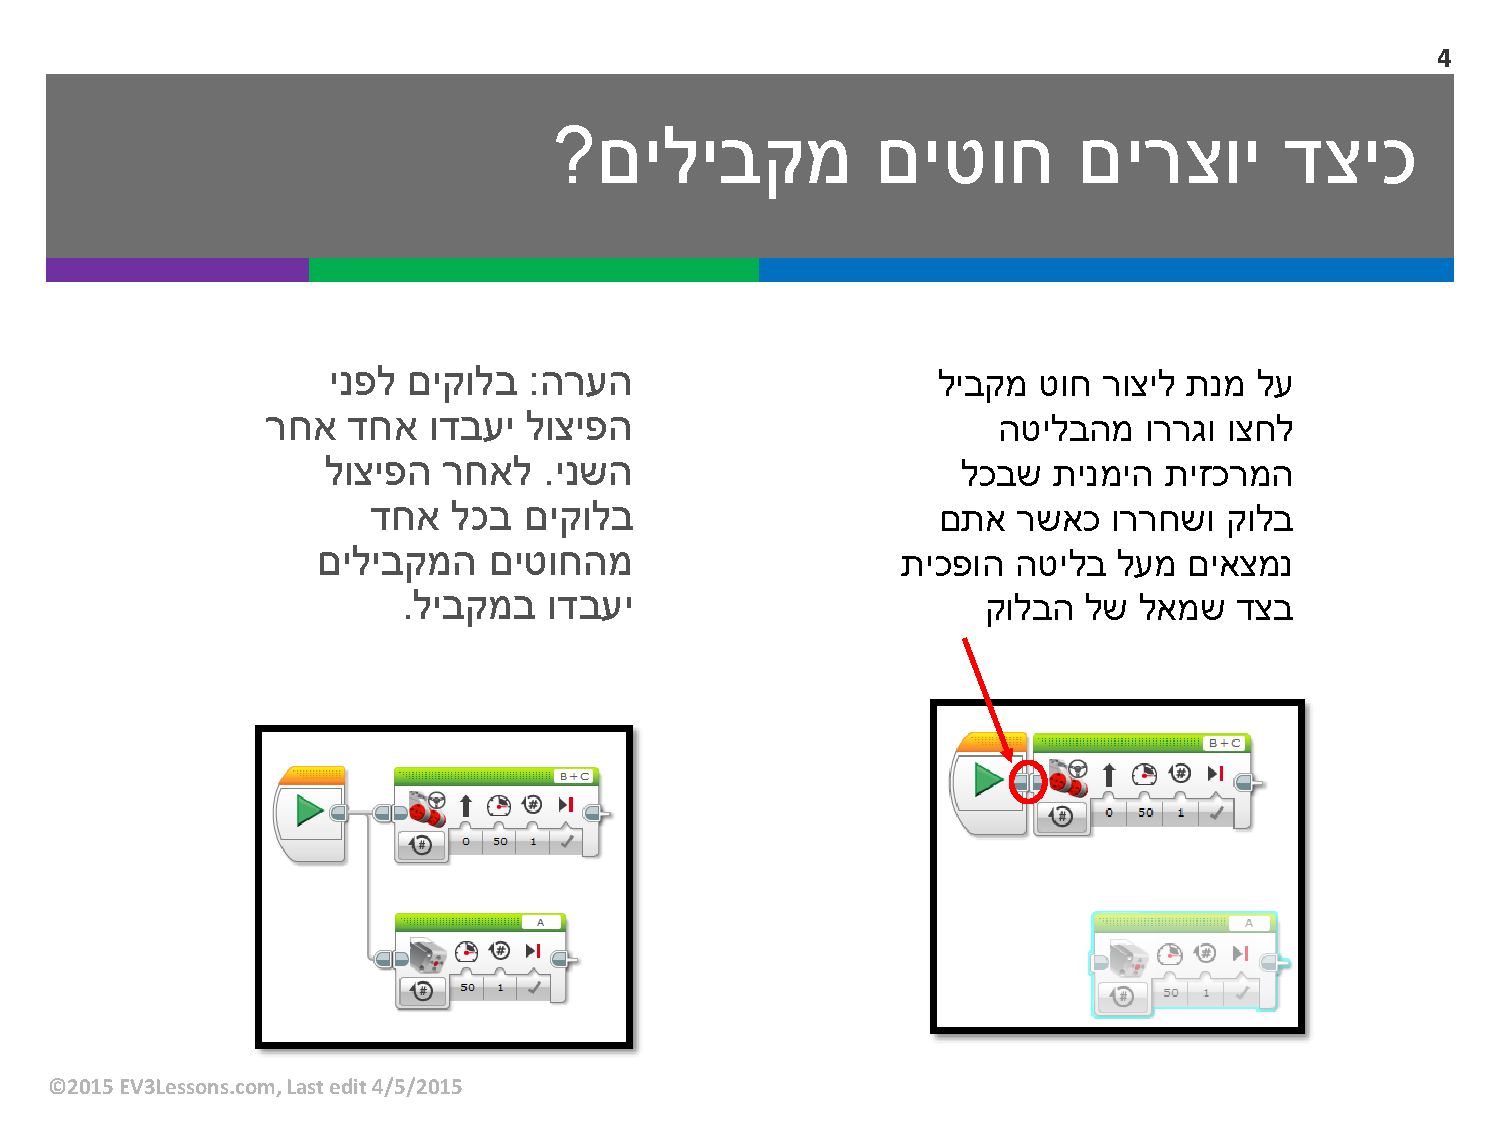 4
כיצד יוצרים חוטים מקבילים?
על מנת ליצור חוט מקביל
לחצו וגררו מהבליטה
המרכזית הימנית שבכל
בלוק ושחררו כאשר אתם
נמצאים מעל בליטה הופכית
בצד שמאל של הבלוק
הערה: בלוקים לפני
הפיצול יעבדו אחד אחר
השני. לאחר הפיצול
בלוקים בכל אחד
מהחוטים המקבילים
יעבדו במקביל.
B+C
#
0 50 1
#
A
#
50 1
#
B+C
#
0 50 1
#
A
#
50 1
#
©2015 EV3Lessons.com, Last edit 4/5/2015